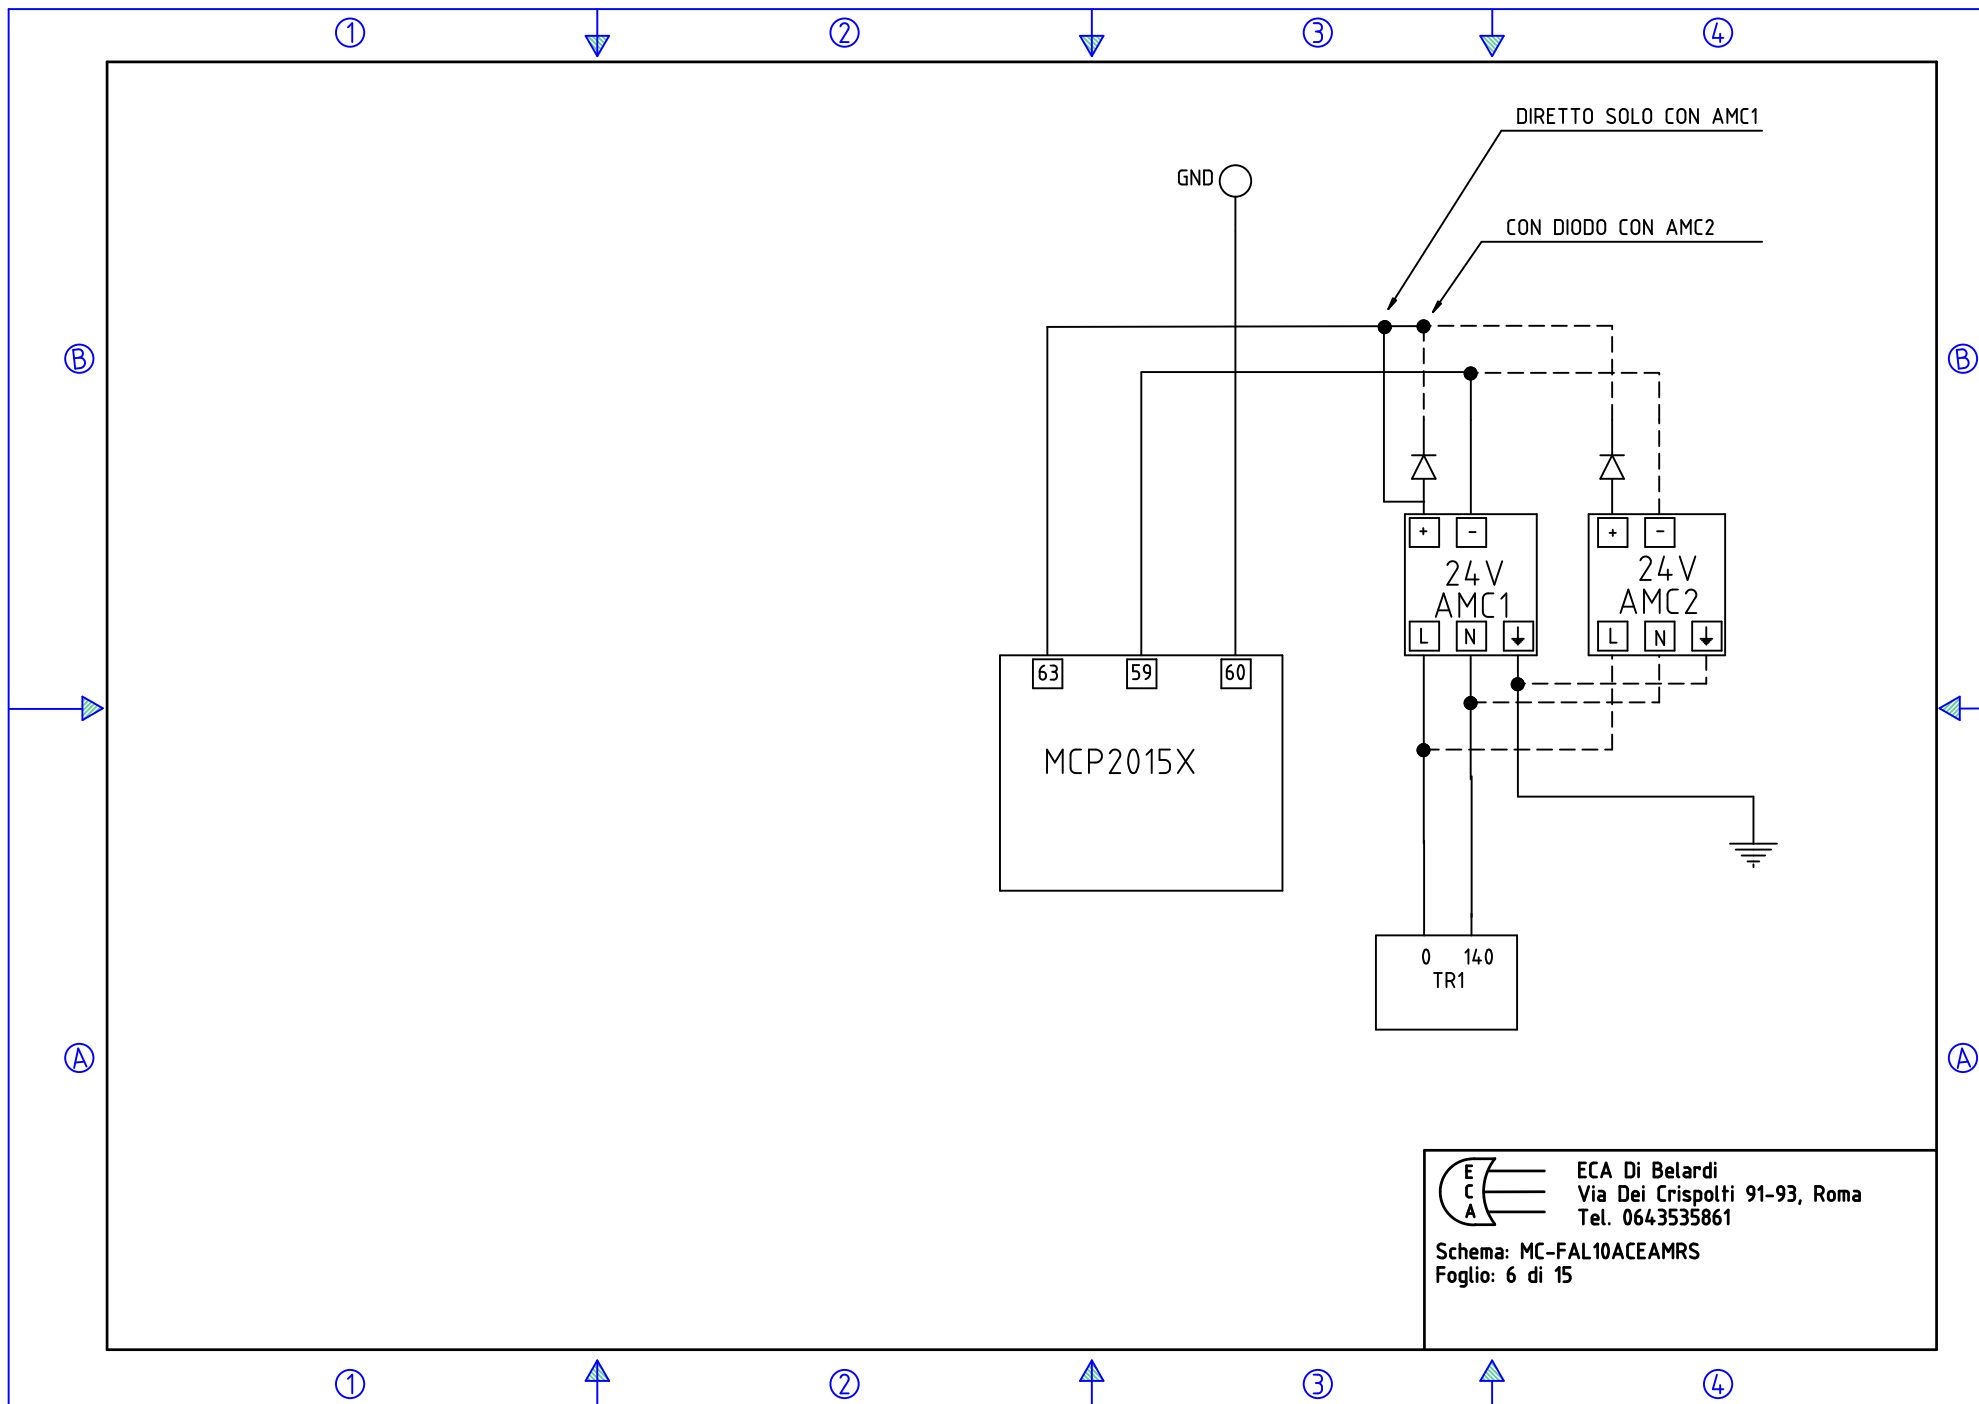 1 2 3 4
DIRETTO SOLO CON AMC1
GND
CON DIODO CON AMC2
B B
+ - + -
24V 24V
AMC1 AMC2
L N L N
63 59 60
MCP2015X
0 140
TR1
A A
E
C
A
ECA Di Belardi
Via Dei Crispolti 91-93, Roma
Tel. 0643535861
Schema: MC-FAL10ACEAMRS
Foglio: 6 di 15
1 2 3 4